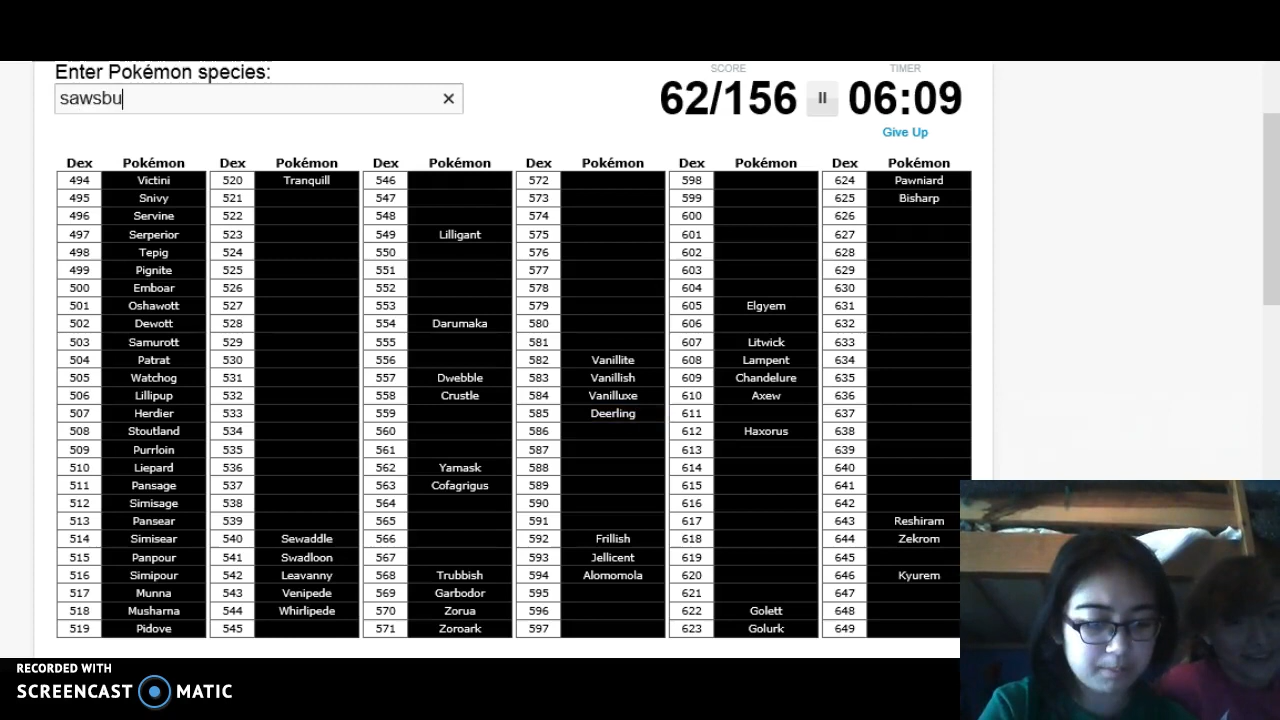 Enter Pokémon species:
SCORE
TIMER
sawsbu
62/156
06:09
Give Up
Dex Pokémon Dex Pokémon Dex Pokémon Dex Pokémon Dex Pokémon Dex Pokémon
494 Victini 520 Tranquill 546 572 598 624 Pawniard
495 Snivy 521 547 573 599 625 Bisharp
496 Servine 522 548 574 600 626
497 Serperior 523 549 Lilligant 575 601 627
498 Tepig 524 550 576 602 628
499 Pignite 525 551 577 603 629
500 Emboar 526 552 578 604 630
501 Oshawott 527 553 579 605 Elgyem 631
502 Dewott 528 554 Darumaka 580 606 632
503 Samurott 529 555 581 607 Litwick 633
504 Patrat 530 556 582 Vanillite 608 Lampent 634
505 Watchog 531 557 Dwebble 583 Vanillish 609 Chandelure 635
506 Lillipup 532 558 Crustle 584 Vanilluxe 610 Axew 636
507 Herdier 533 559 585 Deerling 611 637
508 Stoutland 534 560 586 612 Haxorus 638
509 Purrloin 535 561 587 613 639
510 Liepard 536 562 Yamask 588 614 640
511 Pansage 537 563 Cofagrigus 589 615 641
512 Simisage 538 564 590 616 642
513 Pansear 539 565 591 617 643 Reshiram
514 Simisear 540 Sewaddle 566 592 Frillish 618 644 Zekrom
515 Panpour 541 Swadloon 567 593 Jellicent 619 645
516 Simipour 542 Leavanny 568 Trubbish 594 Alomomola 620 646 Kyurem
517 Munna 543 Venipede 569 Garbodor 595 621 647
518 Musharna 544 Whirlipede 570 Zorua 596 622 Golett 648
519 Pidove 545 571 Zoroark 597 623 Golurk 649
RECORDED WITH
SCREENCAST MATIC